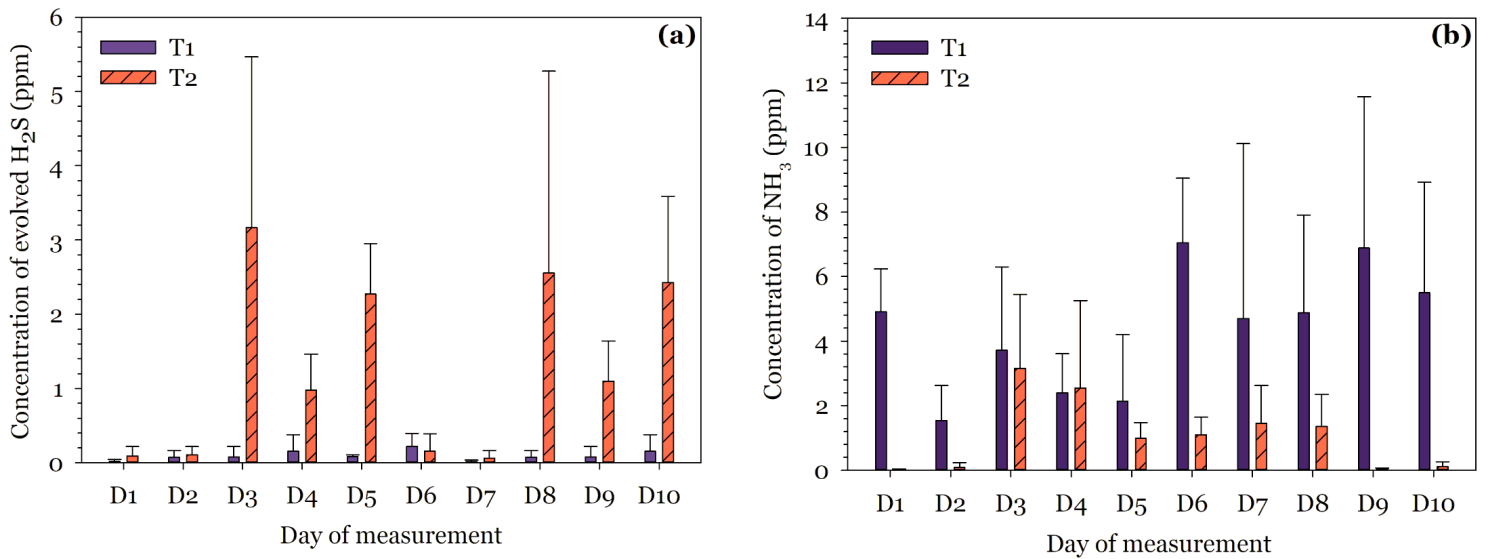 (a)
T1
T2
Concentration of evolved H₂S (ppm)
6
5
4
3
2
1
0
D1 D2 D3 D4 D5 D6 D7 D8 D9 D10
Day of measurement
(b)
T1
T2
Concentration of NH₃ (ppm)
14
12
10
8
6
4
2
0
D1 D2 D3 D4 D5 D6 D7 D8 D9 D10
Day of measurement